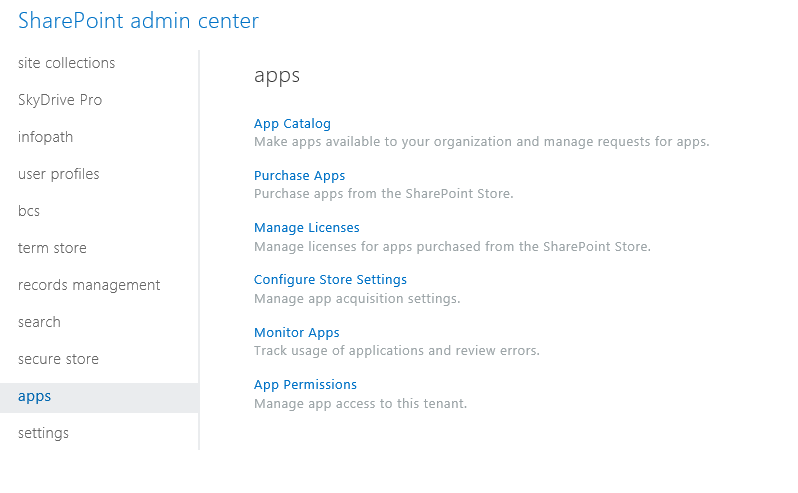 SharePoint admin center
site collections
SkyDrive Pro
infopath
user profiles
bcs
term store
records management
search
secure store
apps
settings
apps
App Catalog
Make apps available to your organization and manage requests for apps.
Purchase Apps
Purchase apps from the SharePoint Store.
Manage Licenses
Manage licenses for apps purchased from the SharePoint Store.
Configure Store Settings
Manage app acquisition settings.
Monitor Apps
Track usage of applications and review errors.
App Permissions
Manage app access to this tenant.